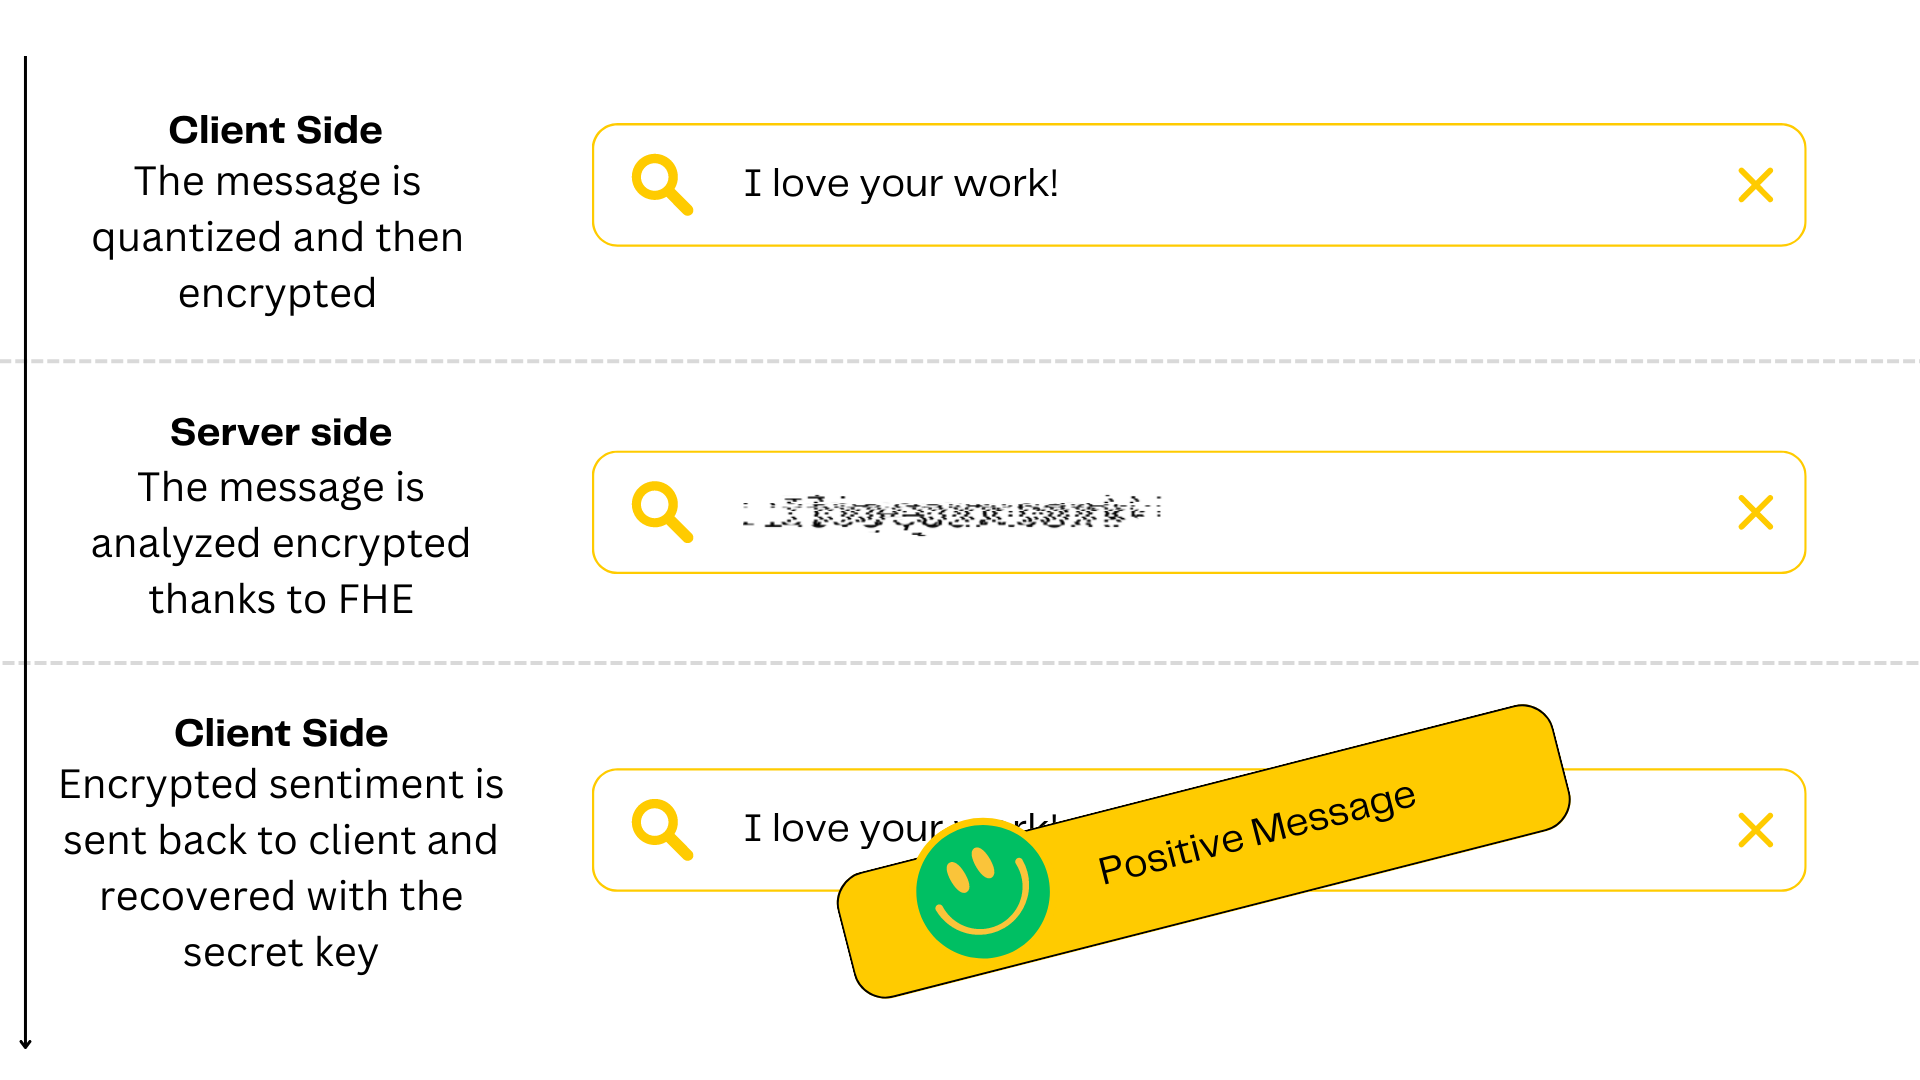 Client Side
The message is
quantized and then
encrypted
I love your work!
Server side
The message is
analyzed encrypted
thanks to FHE
Client Side
Encrypted sentiment is
sent back to client and
recovered with the
secret key
I love your
Positive Message